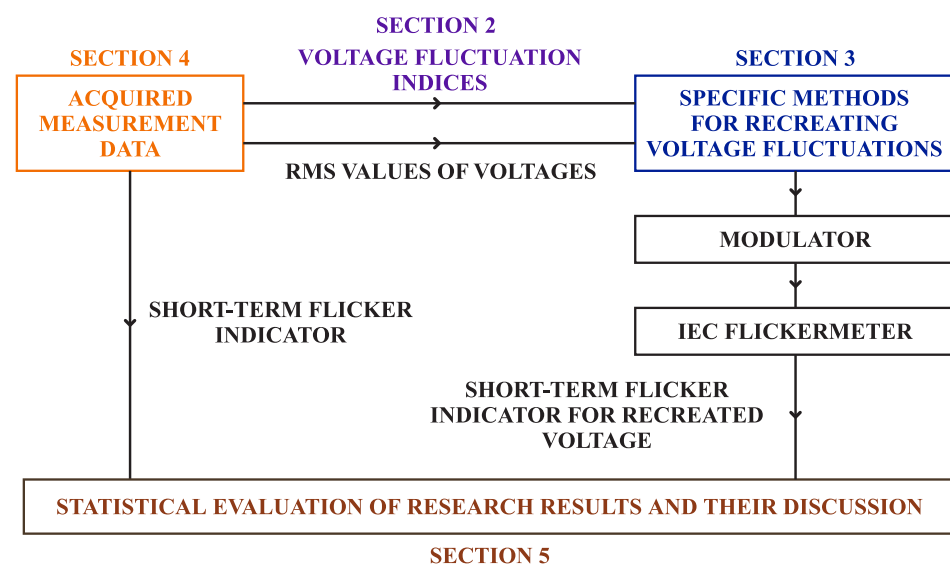 SECTION 2
VOLTAGE FLUCTUATION
INDICES
SECTION 4
ACQUIRED
MEASUREMENT
DATA
SECTION 3
SPECIFIC METHODS
FOR RECREATING
VOLTAGE FLUCTUATIONS
RMS VALUES OF VOLTAGES
MODULATOR
IEC FLICKERMETER
SHORT-TERM FLICKER
INDICATOR
SHORT-TERM FLICKER
INDICATOR FOR RECREATED
VOLTAGE
STATISTICAL EVALUATION OF RESEARCH RESULTS AND THEIR DISCUSSION
SECTION 5